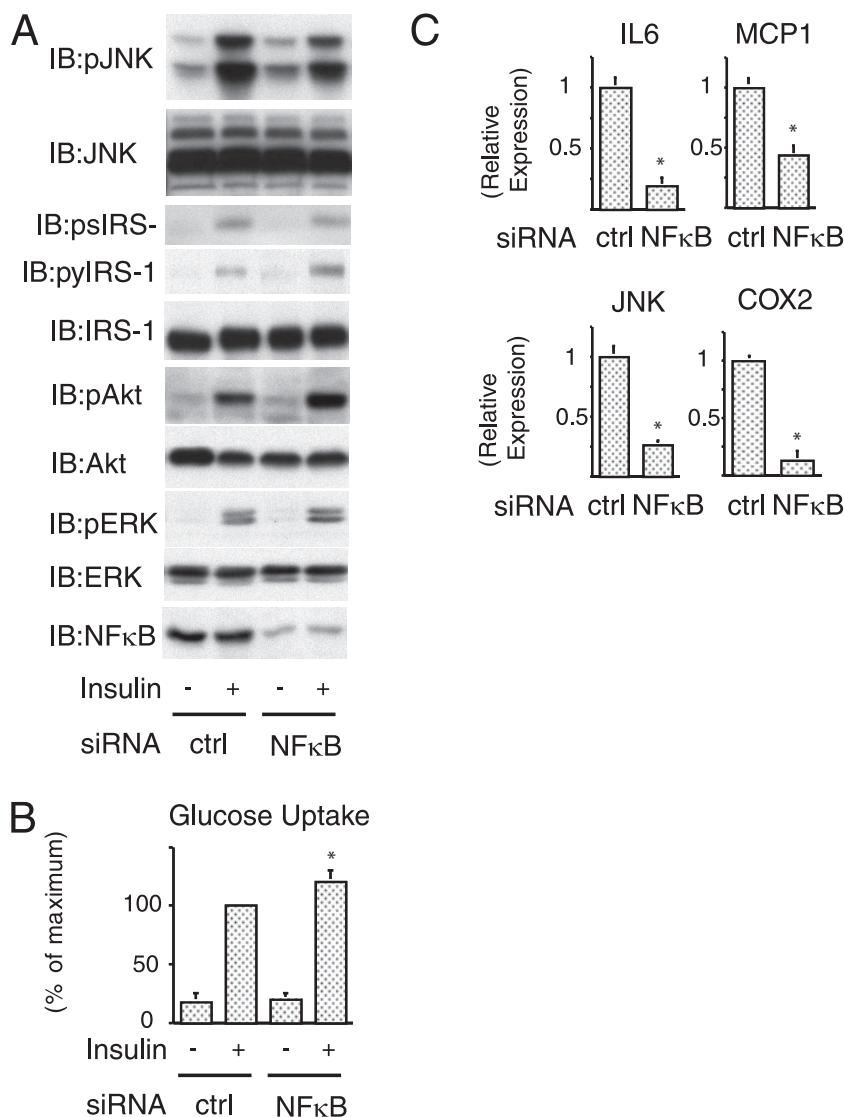 A
IB:pJNK
IB:JNK
IB:psIRS-
IB:pyIRS-1
IB:IRS-1
IB:pAkt
IB:Akt
IB:pERK
IB:ERK
IB:NFκB
Insulin - + - +
siRNA ctrl NFκB
B
Glucose Uptake
(% of maximum)
100
50
0
*
Insulin - + - +
siRNA ctrl NFκB
C
IL6 MCP1
(Relative
Expression)
1 1
0.5 0.5
* *
siRNA ctrl NFκB ctrl NFκB
JNK COX2
(Relative
Expression)
1 1
0.5 0.5
* *
siRNA ctrl NFκB ctrl NFκB